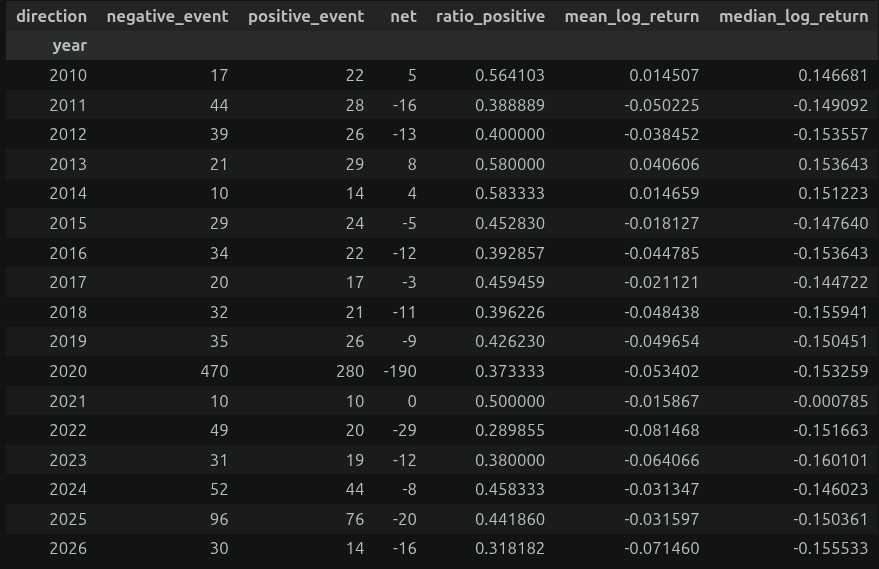 direction negative_event positive_event net ratio_positive mean_log_return median_log_return
year
2010 17 22 5 0.564103 0.014507 0.146681
2011 44 28 -16 0.388889 -0.050225 -0.149092
2012 39 26 -13 0.400000 -0.038452 -0.153557
2013 21 29 8 0.580000 0.040606 0.153643
2014 10 14 4 0.583333 0.014659 0.151223
2015 29 24 -5 0.452830 -0.018127 -0.147640
2016 34 22 -12 0.392857 -0.044785 -0.153643
2017 20 17 -3 0.459459 -0.021121 -0.144722
2018 32 21 -11 0.396226 -0.048438 -0.155941
2019 35 26 -9 0.426230 -0.049654 -0.150451
2020 470 280 -190 0.373333 -0.053402 -0.153259
2021 10 10 0 0.500000 -0.015867 -0.000785
2022 49 20 -29 0.289855 -0.081468 -0.151663
2023 31 19 -12 0.380000 -0.064066 -0.160101
2024 52 44 -8 0.458333 -0.031347 -0.146023
2025 96 76 -20 0.441860 -0.031597 -0.150361
2026 30 14 -16 0.318182 -0.071460 -0.155533